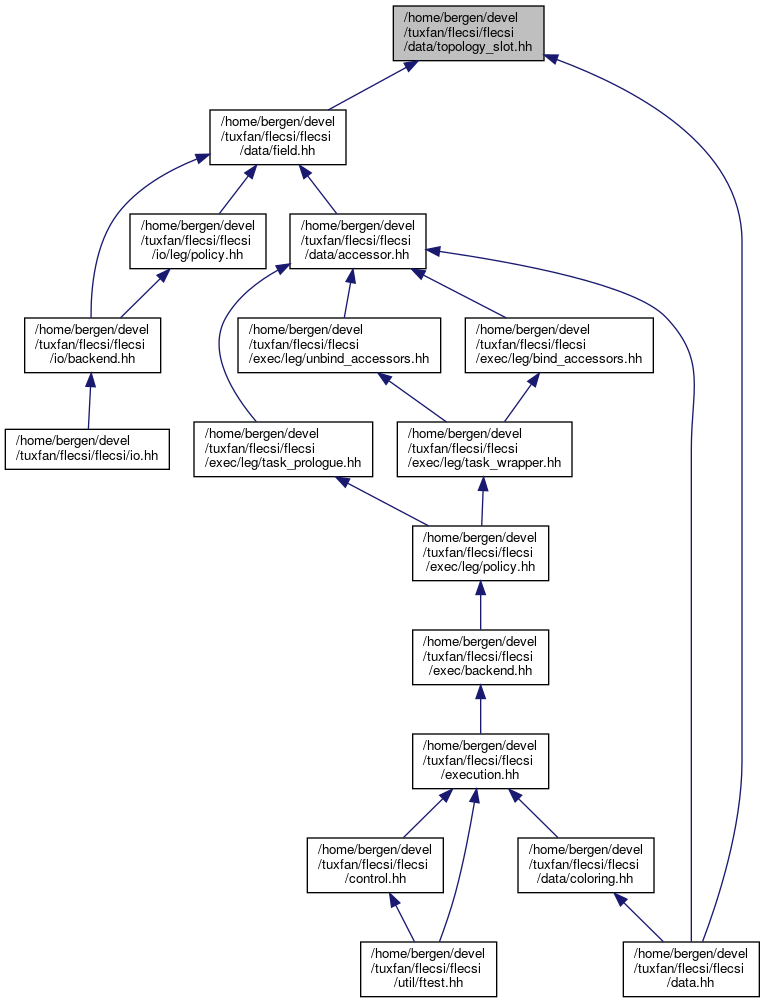 /home/bergen/devel
/tuxfan/flecsi/flecsi
/data/topology_slot.hh
/home/bergen/devel
/tuxfan/flecsi/flecsi
/data/field.hh
/home/bergen/devel
/tuxfan/flecsi/flecsi
/io/leg/policy.hh
/home/bergen/devel
/tuxfan/flecsi/flecsi
/data/accessor.hh
/home/bergen/devel
/tuxfan/flecsi/flecsi
/io/backend.hh
/home/bergen/devel
/tuxfan/flecsi/flecsi
/exec/leg/unbind_accessors.hh
/home/bergen/devel
/tuxfan/flecsi/flecsi
/exec/leg/bind_accessors.hh
/home/bergen/devel
/tuxfan/flecsi/flecsi/io.hh
/home/bergen/devel
/tuxfan/flecsi/flecsi
/exec/leg/task_prologue.hh
/home/bergen/devel
/tuxfan/flecsi/flecsi
/exec/leg/task_wrapper.hh
/home/bergen/devel
/tuxfan/flecsi/flecsi
/exec/leg/policy.hh
/home/bergen/devel
/tuxfan/flecsi/flecsi
/exec/backend.hh
/home/bergen/devel
/tuxfan/flecsi/flecsi
/execution.hh
/home/bergen/devel
/tuxfan/flecsi/flecsi
/control.hh
/home/bergen/devel
/tuxfan/flecsi/flecsi
/data/coloring.hh
/home/bergen/devel
/tuxfan/flecsi/flecsi
/util/ftest.hh
/home/bergen/devel
/tuxfan/flecsi/flecsi
/data.hh